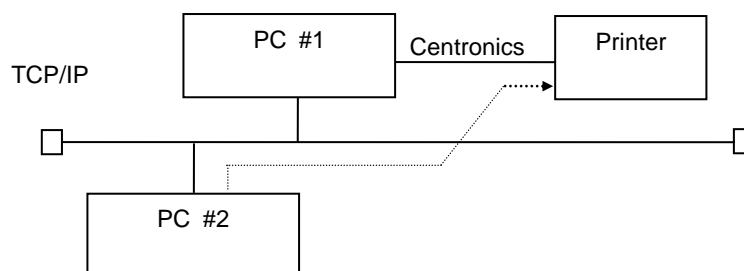 PC #1
Centronics
Printer
TCP/IP
PC #2